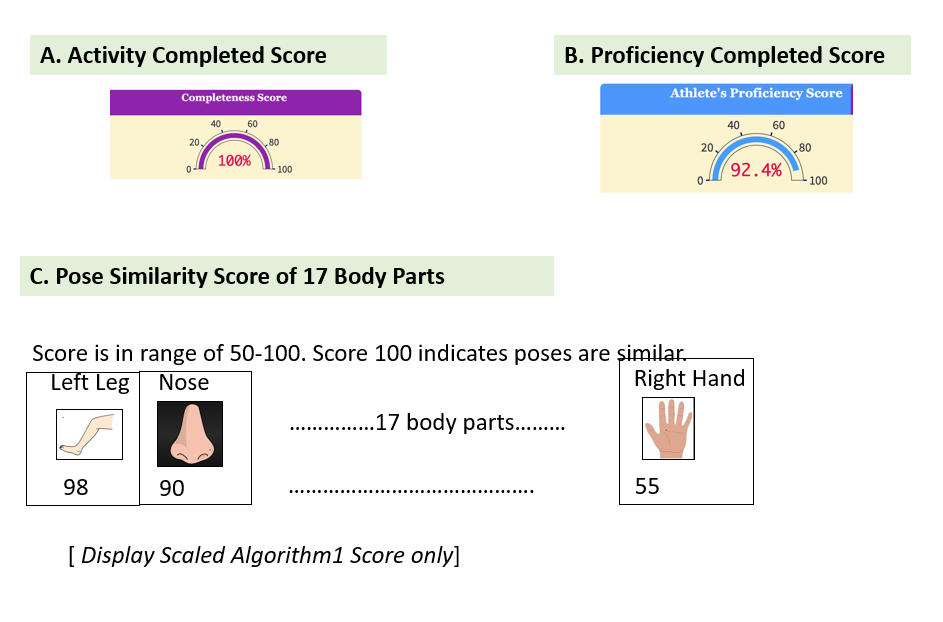 A. Activity Completed Score
B. Proficiency Completed Score
Completeness Score
0 20 40 60 80 100
100%
Athlete's Proficiency Score
0 20 40 60 80 100
92.4%
C. Pose Similarity Score of 17 Body Parts
Score is in range of 50-100. Score 100 indicates poses are similar.
Left Leg
98
Nose
90
...............17 body parts.........
...........................................
Right Hand
55
[ Display Scaled Algorithm1 Score only]